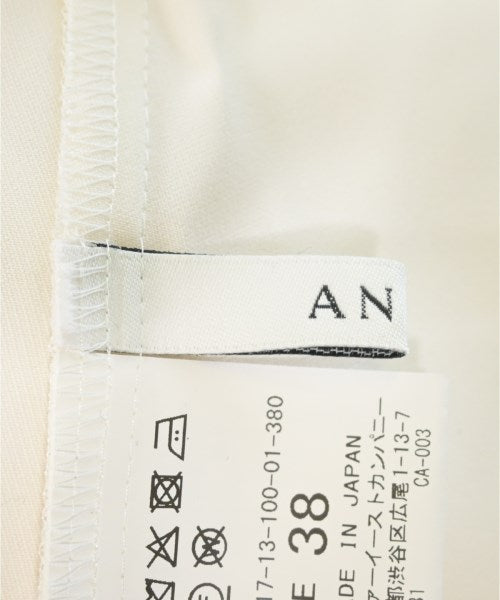 AN
17-13-100-01-380
E 38
DE IN JAPAN
ァーイーストカンパニー
都渋谷区広尾1-13-7
CA-003